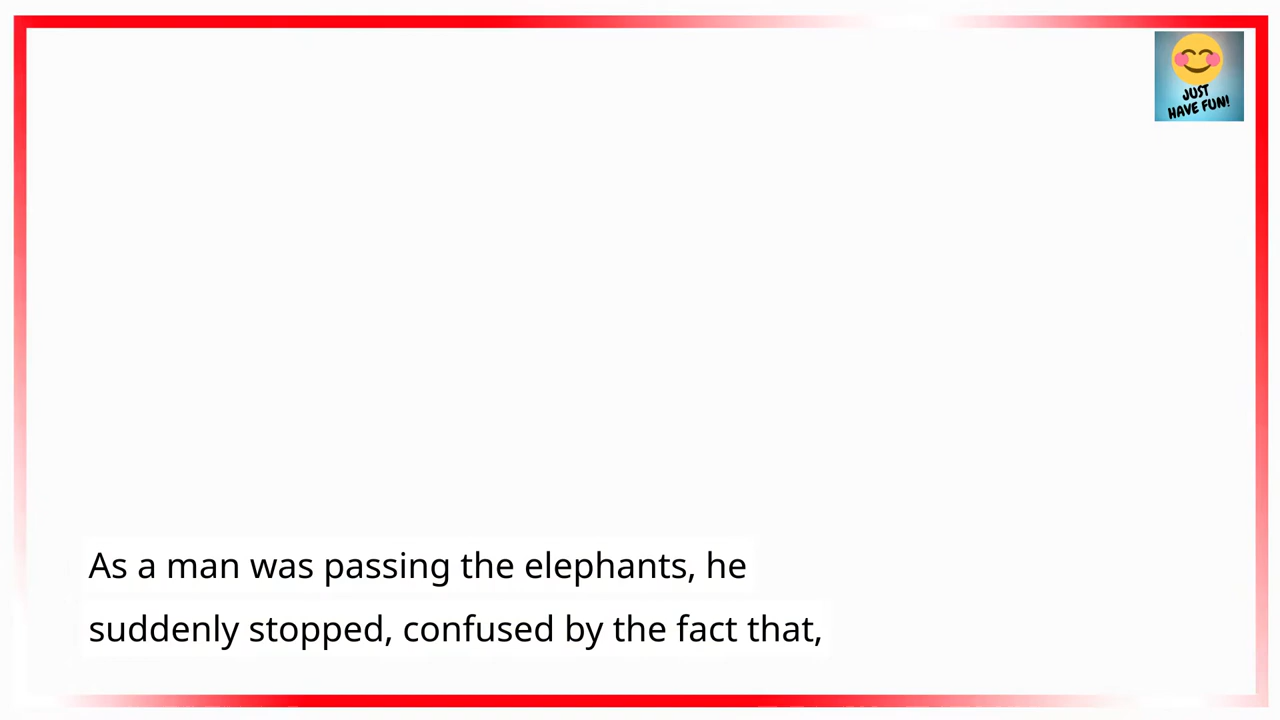 JUST
HAVE FUN!
As a man was passing the elephants, he
suddenly stopped, confused by the fact that,